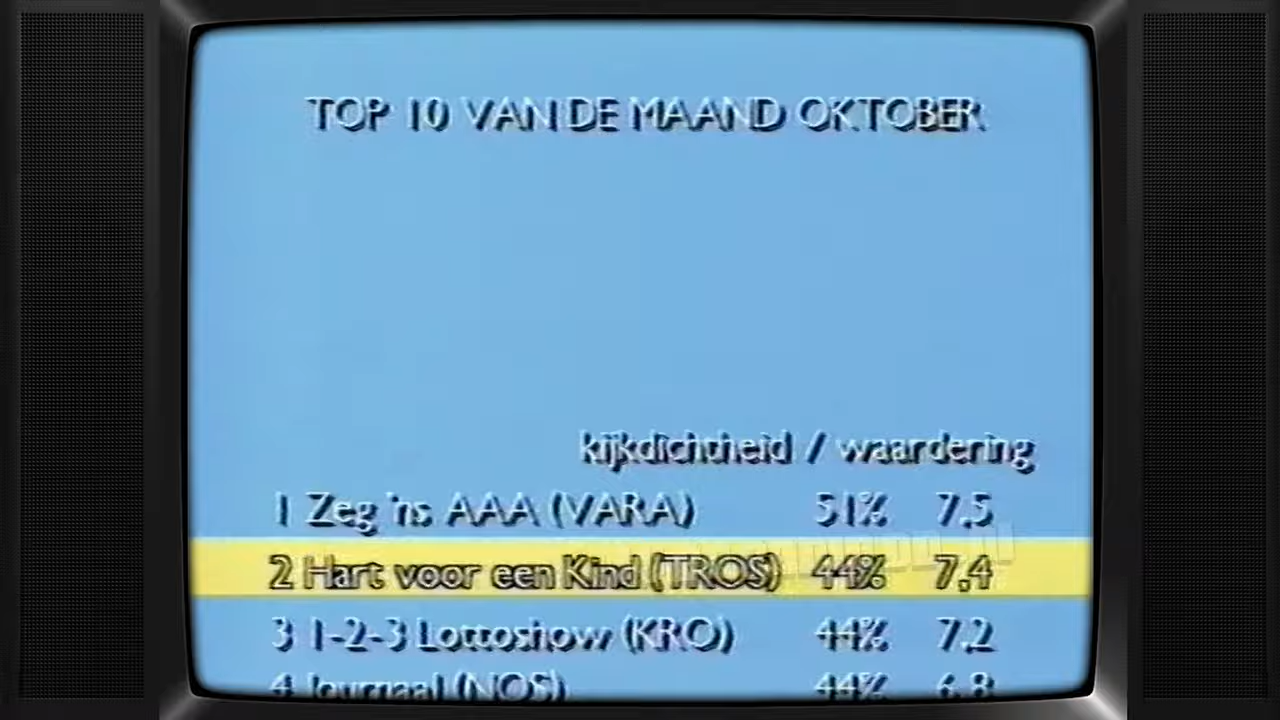 TOP 10 VAN DE MAAND OKTOBER
kijkdichtheid / waardering
1 Zeg 'ns AAA (VARA) 51% 7,5
2 Hart voor een Kind (TROS) 44% 7,4
3 1-2-3 Lottoshow (KRO) 44% 7,2
4 Journaal (NOS) 44% 6,8